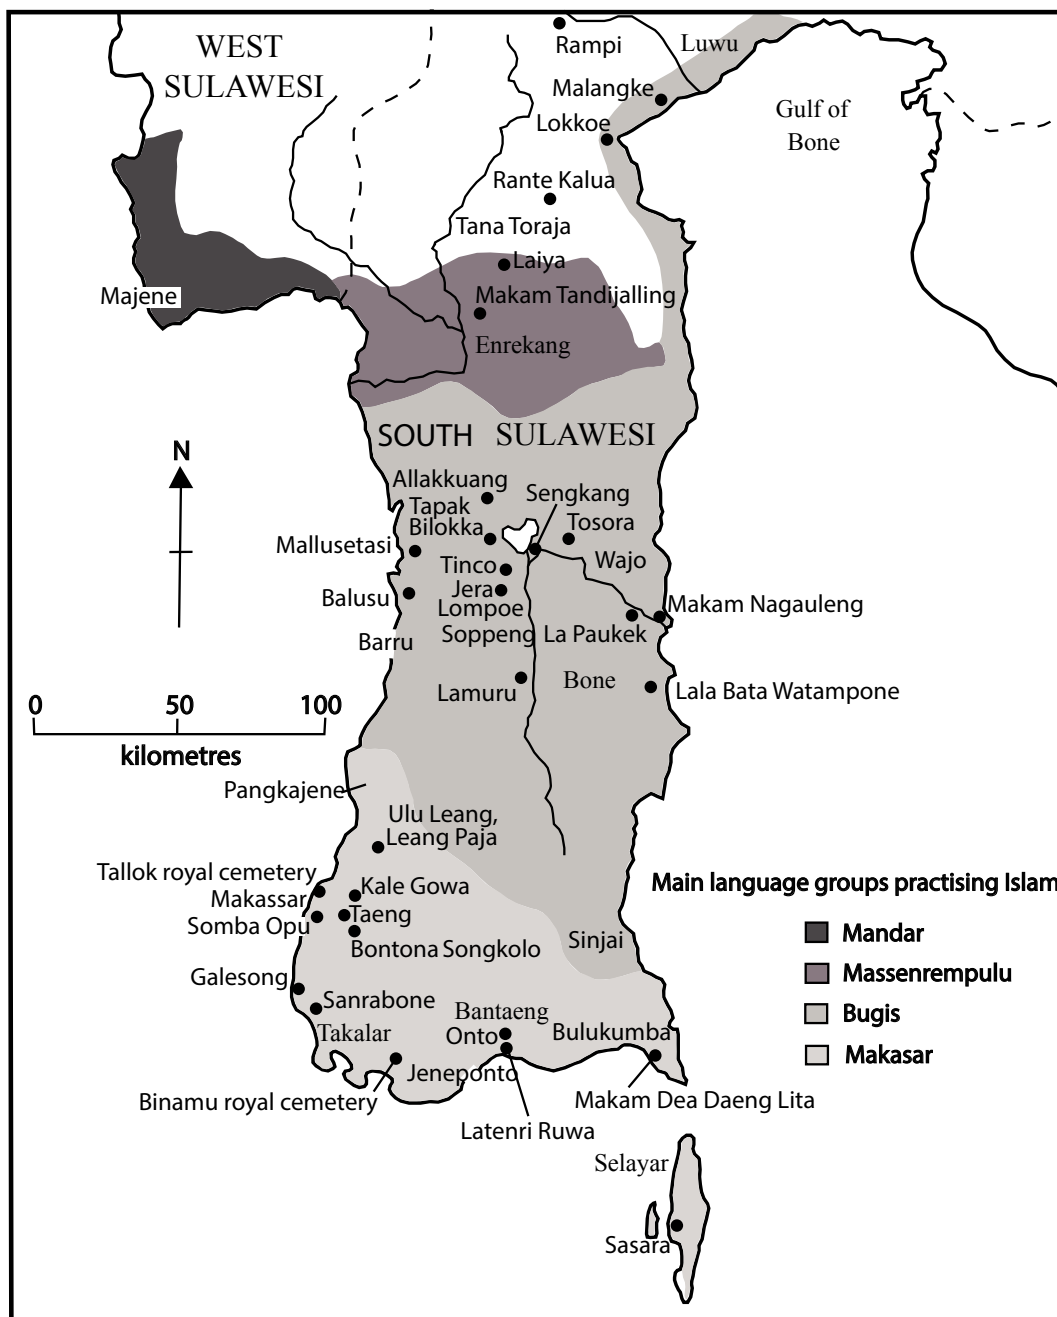 WEST
SULAWESI
Rampi
Luwu
Malangke
Lokkoe
Gulf of
Bone
Rante Kalua
Tana Toraja
Laiya
Majene
Makam Tandijalling
Enrekang
SOUTH SULAWESI
N
Allakkuang
Sengkang
Tapak
Bilokka
Tosora
Mallusetasi
Wajo
Tinco
Balusu
Jera
Lompoe
Makam Nagauleng
Barru
Soppeng
La Paukek
Lamuru
Bone
Lala Bata Watampone
0 50 100
kilometres
Pangkajene
Ulu Leang,
Leang Paja
Tallok royal cemetery
Makassar
Kale Gowa
Somba Opu
Taeng
Bontona Songkolo
Sinjai
Main language groups practising Islam
Mandar
Massenrempulu
Bugis
Makasar
Galesong
Sanrabone
Takalar
Bantaeng
Onto
Bulukumba
Jeneponto
Binamu royal cemetery
Makam Dea Daeng Lita
Latenri Ruwa
Selayar
Sasara